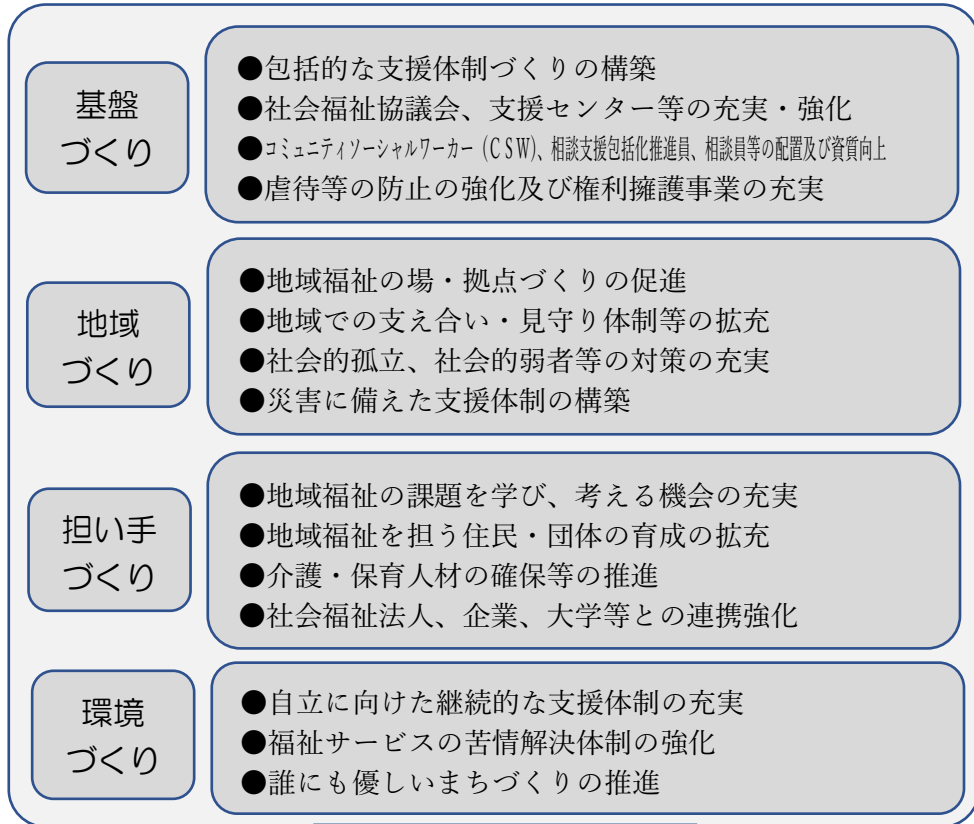 基盤
づくり
●包括的な支援体制づくりの構築
●社会福祉協議会、支援センター等の充実・強化
●コミュニティソーシャルワーカー（CSW）、相談支援包括化推進員、相談員等の配置及び資質向上
●虐待等の防止の強化及び権利擁護事業の充実
地域
づくり
●地域福祉の場・拠点づくりの促進
●地域での支え合い・見守り体制等の拡充
●社会的孤立、社会的弱者等の対策の充実
●災害に備えた支援体制の構築
担い手
づくり
●地域福祉の課題を学び、考える機会の充実
●地域福祉を担う住民・団体の育成の拡充
●介護・保育人材の確保等の推進
●社会福祉法人、企業、大学等との連携強化
環境
づくり
●自立に向けた継続的な支援体制の充実
●福祉サービスの苦情解決体制の強化
●誰にも優しいまちづくりの推進